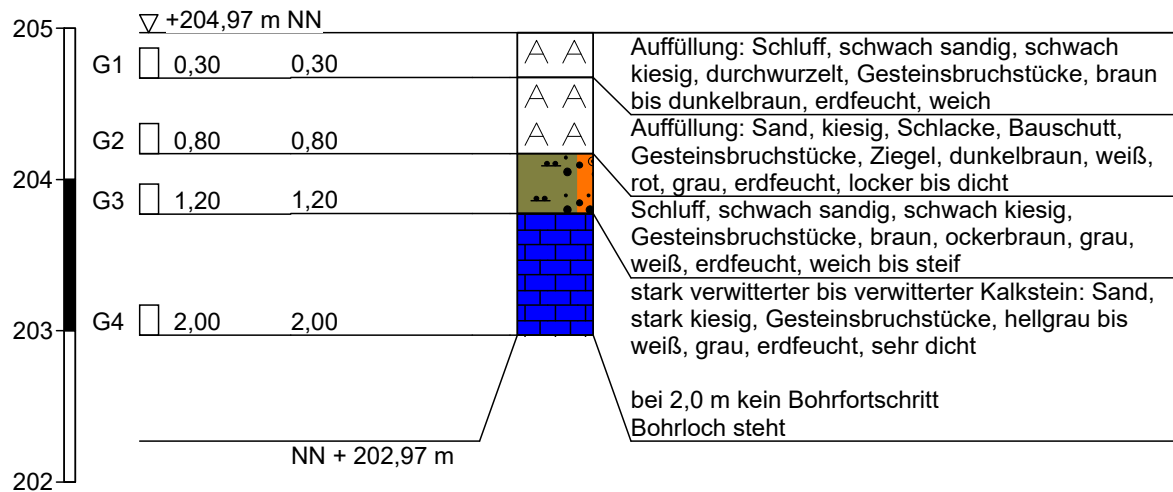 205
+204,97 m NN
G1 0,30 0,30
Auffüllung: Schluff, schwach sandig, schwach
kiesig, durchwurzelt, Gesteinsbruchstücke, braun
bis dunkelbraun, erdfeucht, weich
G2 0,80 0,80
Auffüllung: Sand, kiesig, Schlacke, Bauschutt,
Gesteinsbruchstücke, Ziegel, dunkelbraun, weiß,
rot, grau, erdfeucht, locker bis dicht
204
G3 1,20 1,20
Schluff, schwach sandig, schwach kiesig,
Gesteinsbruchstücke, braun, ockerbraun, grau,
weiß, erdfeucht, weich bis steif
G4 2,00 2,00
stark verwitterter bis verwitterter Kalkstein: Sand,
stark kiesig, Gesteinsbruchstücke, hellgrau bis
weiß, grau, erdfeucht, sehr dicht
203
bei 2,0 m kein Bohrfortschritt
Bohrloch steht
NN + 202,97 m
202